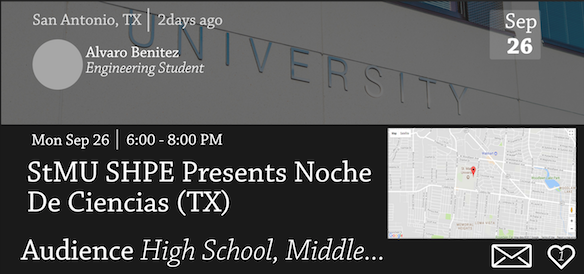 San Antonio, TX | 2days ago
Sep
26
UNIVERSITY
Alvaro Benitez
Engineering Student
Mon Sep 26 | 6:00 - 8:00 PM
StMU SHPE Presents Noche
De Ciencias (TX)
Audience High School, Middle...
1